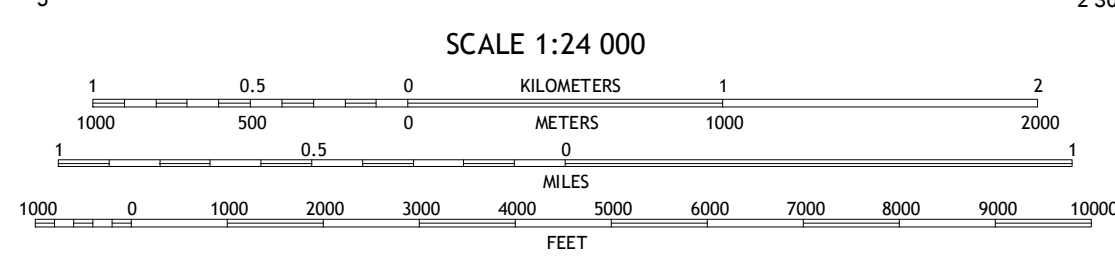 SCALE 1:24 000
1 0.5 0 KILOMETERS 1 2
1000 500 0 METERS 1000 2000
1 0.5 0 1
MILES
1000 0 1000 2000 3000 4000 5000 6000 7000 8000 9000 10000
FEET